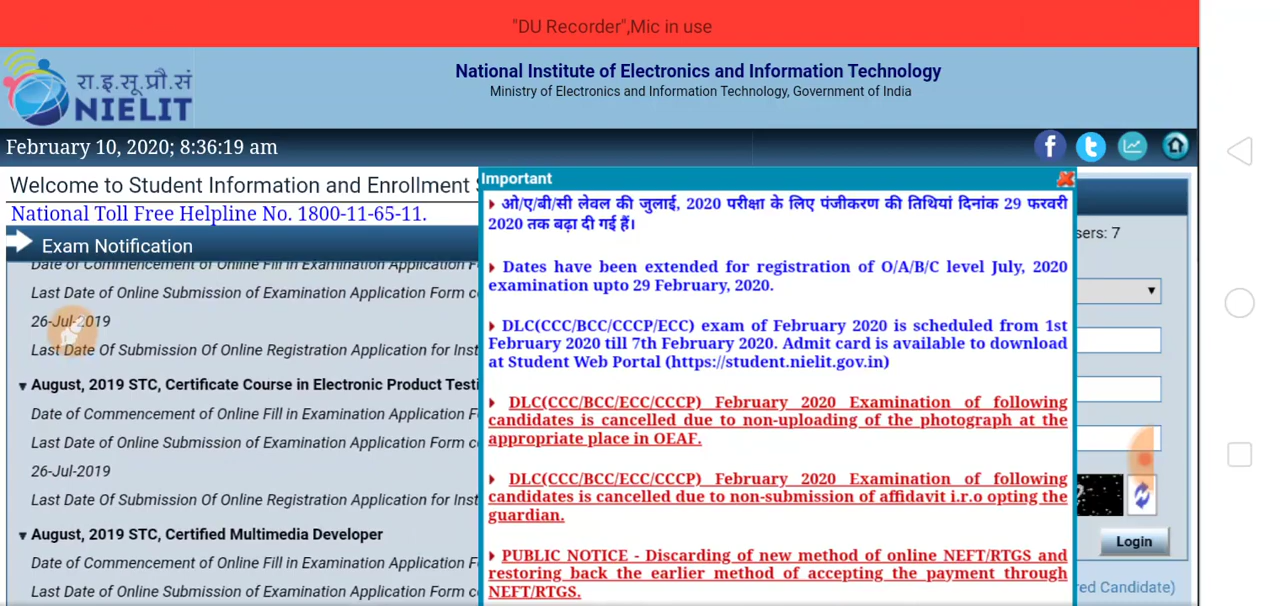 "DU Recorder",Mic in use
रा.इ.सू.प्रौ.सं
NIELIT
National Institute of Electronics and Information Technology
Ministry of Electronics and Information Technology, Government of India
February 10, 2020; 8:36:19 am
Welcome to Student Information and Enrollment
National Toll Free Helpline No. 1800-11-65-11.
Exam Notification
Date of Commencement of Online Fill in Examination Application F
Last Date of Online Submission of Examination Application Form c
26-Jul-2019
Last Date Of Submission Of Online Registration Application for Inst
August, 2019 STC, Certificate Course in Electronic Product Testi
Date of Commencement of Online Fill in Examination Application F
Last Date of Online Submission of Examination Application Form c
26-Jul-2019
Last Date Of Submission Of Online Registration Application for Inst
August, 2019 STC, Certified Multimedia Developer
Date of Commencement of Online Fill in Examination Application F
Last Date of Online Submission of Examination Application Form c
Important
ओ/ए/बी/सी लेवल की जुलाई, 2020 परीक्षा के लिए पंजीकरण की तिथियां दिनांक 29 फरवरी
2020 तक बढ़ा दी गई हैं।
Dates have been extended for registration of O/A/B/C level July, 2020
examination upto 29 February, 2020.
DLC(CCC/BCC/CCCP/ECC) exam of February 2020 is scheduled from 1st
February 2020 till 7th February 2020. Admit card is available to download
at Student Web Portal (https://student.nielit.gov.in)
DLC(CCC/BCC/ECC/CCCP) February 2020 Examination of following
candidates is cancelled due to non-uploading of the photograph at the
appropriate place in OEAF.
DLC(CCC/BCC/ECC/CCCP) February 2020 Examination of following
candidates is cancelled due to non-submission of affidavit i.r.o opting the
guardian.
PUBLIC NOTICE - Discarding of new method of online NEFT/RTGS and
restoring back the earlier method of accepting the payment through
NEFT/RTGS.
sers: 7
Login
red Candidate)